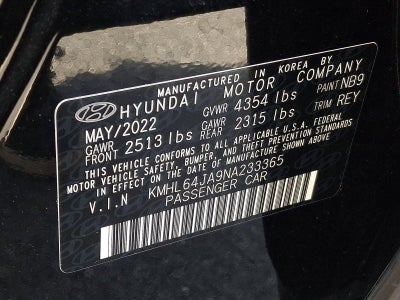 MANUFACTURED IN KOREA BY
HYUNDAI MOTOR COMPANY
MAY/2022 GVWR 4354 lbs PAINT NB9
GAWR FRONT 2513 lbs GAWR REAR 2315 lbs TRIM REY
THIS VEHICLE CONFORMS TO ALL APPLICABLE U.S.A. FEDERAL
MOTOR VEHICLE SAFETY, BUMPER, AND THEFT PREVENTION STANDARDS
IN EFFECT ON THE DATE OF MANUFACTURE SHOWN ABOVE.
V.I.N KMHL64JA9NA233365
PASSENGER CAR